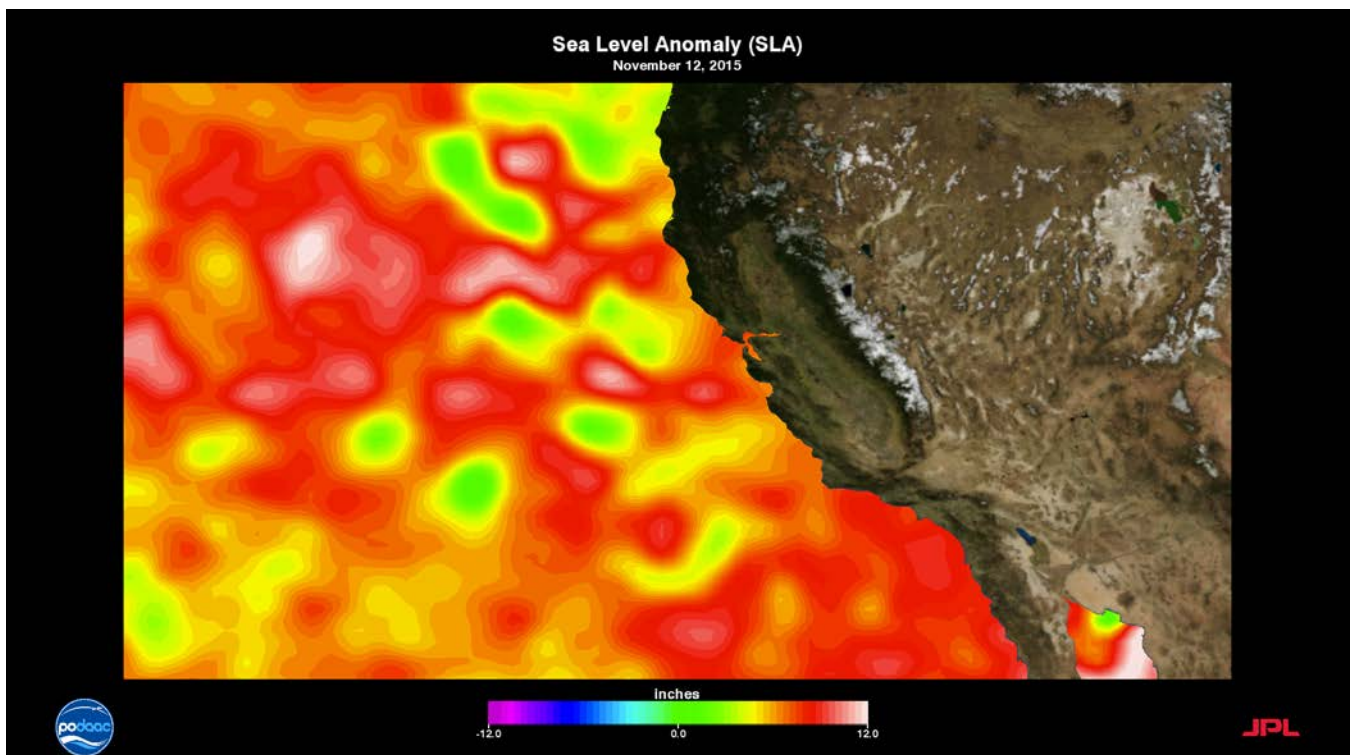 Sea Level Anomaly (SLA)
November 12, 2015
inches
-12.0 0.0 12.0
podaac
JPL